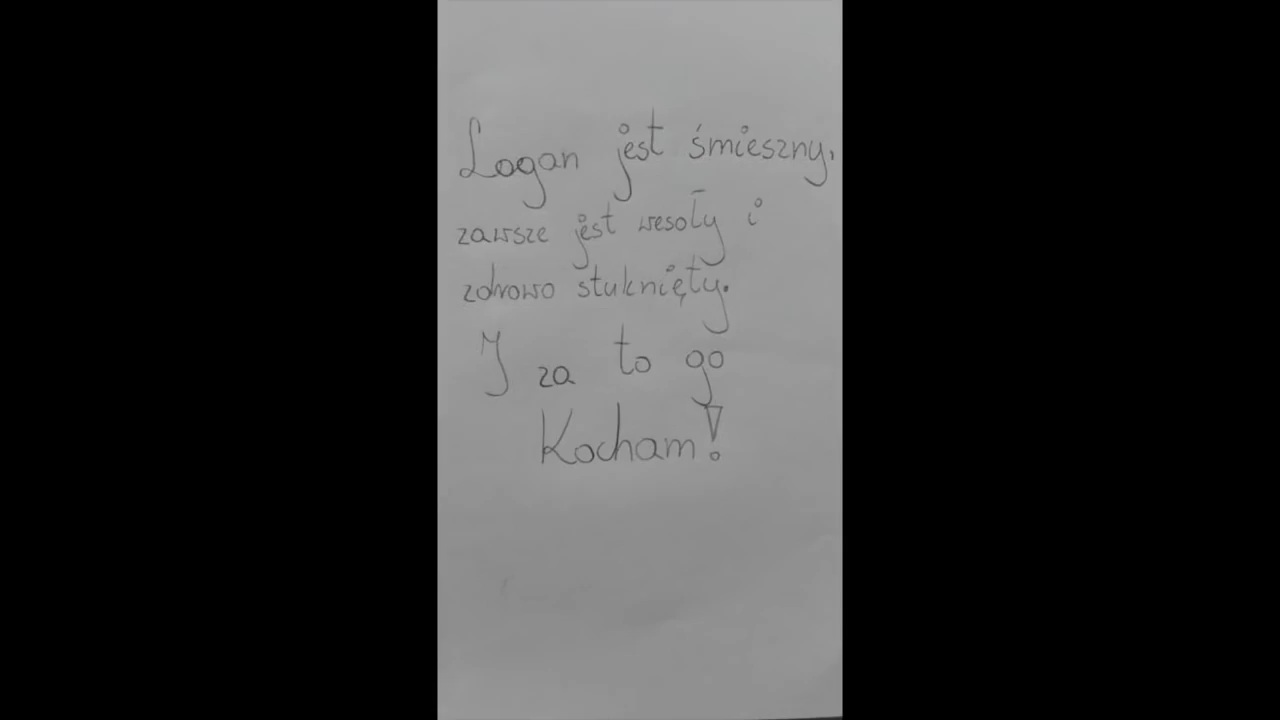 Logan jest śmieszny,
zawsze jest wesoły i
zdrowo stuknięty.
I za to go
Kocham!